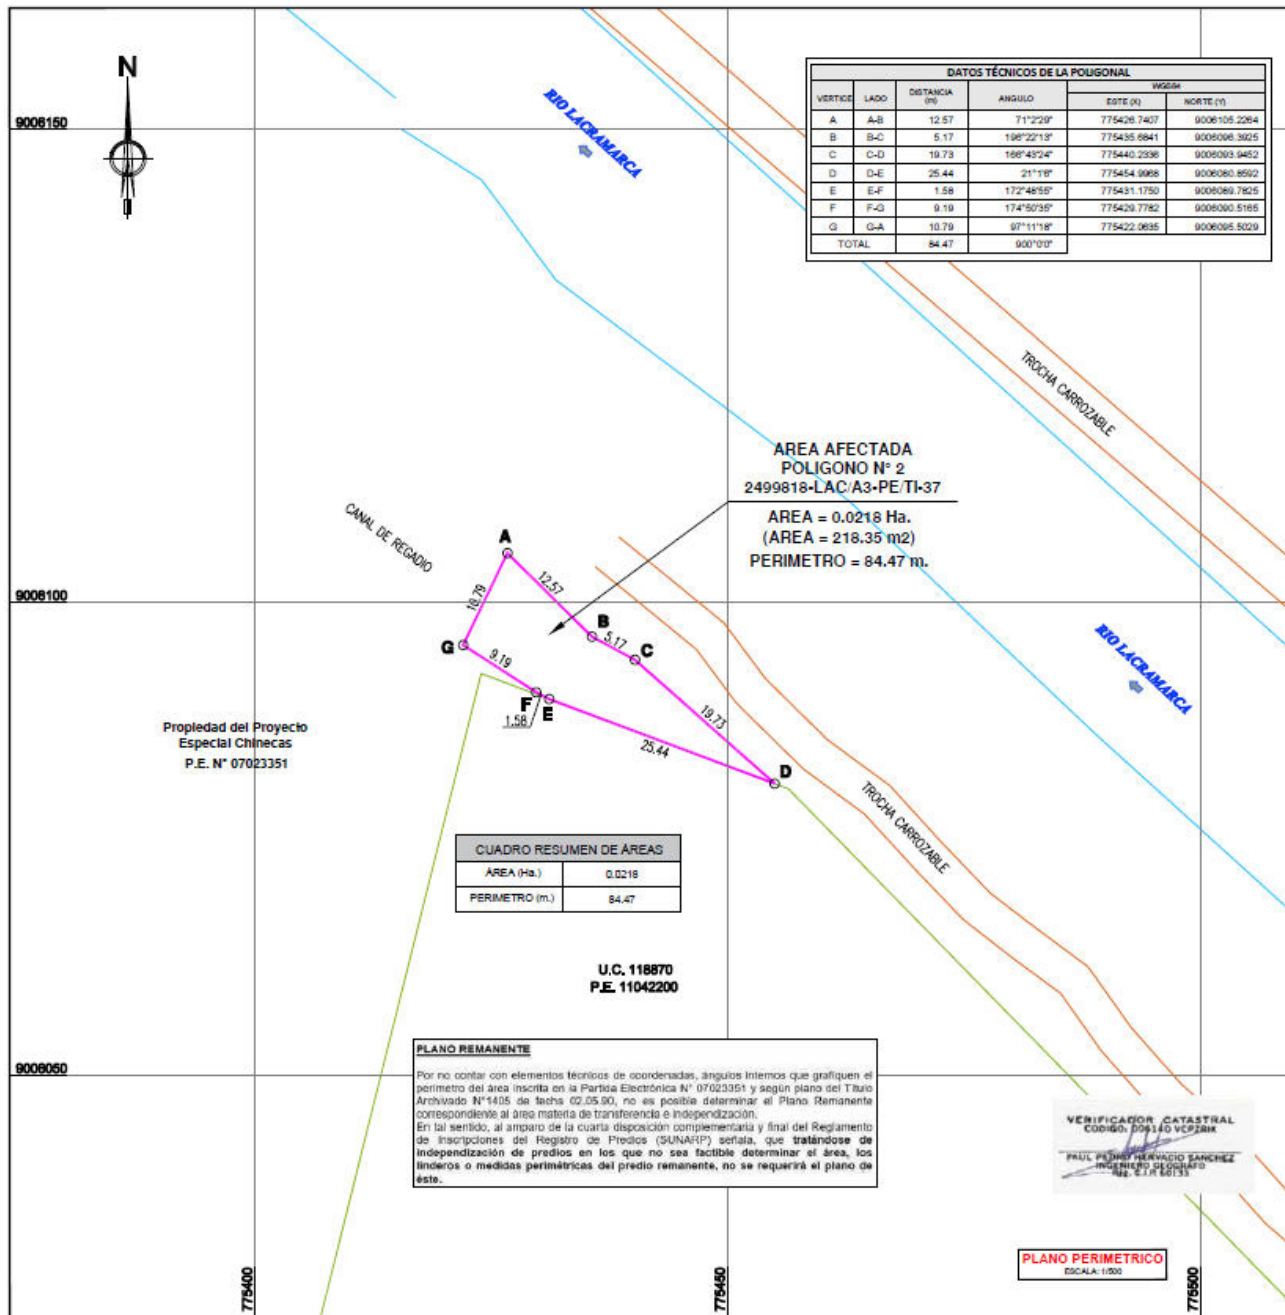 N
9006150
9006100
9006050
775400
775450
775500
RIO LACRAMARCA
DATOS TÉCNICOS DE LA POLIGONAL
VERTICE LADO DISTANCIA (m) ANGULO WGS84
ESTE (X) NORTE (Y)
A A-B 12.57 71°2'29" 775426.7407 9006105.2264
B B-C 5.17 196°22'13" 775435.6841 9006096.3925
C C-D 19.73 166°43'24" 775440.2336 9006093.9452
D D-E 25.44 21°1'6" 775454.9968 9006080.8592
E E-F 1.58 172°48'55" 775431.1750 9006089.7825
F F-G 9.19 174°50'35" 775429.7782 9006090.5165
G G-A 10.79 97°11'18" 775422.0635 9006095.5029
TOTAL 84.47 900°0'0"
TROCHA CARROZABLE
AREA AFECTADA
POLIGONO N° 2
2499818-LAC/A3-PE/TI-37
AREA = 0.0218 Ha.
(AREA = 218.35 m2)
PERIMETRO = 84.47 m.
CANAL DE REGADIO
A
12.57
10.79
B
5.17
C
G
9.19
F
E
1.58
19.73
25.44
D
RIO LACRAMARCA
Propiedad del Proyecto
Especial Chinecas
P.E. N° 07023351
TROCHA CARROZABLE
CUADRO RESUMEN DE ÁREAS
ÁREA (Ha.) 0.0218
PERIMETRO (m.) 84.47
U.C. 118870
P.E. 11042200
PLANO REMANENTE
Por no contar con elementos técnicos de coordenadas, ángulos internos que grafiquen el
perímetro del área inscrita en la Partida Electrónica N° 07023351 y según plano del Título
Archivado N°1405 de fecha 02.05.90, no es posible determinar el Plano Remanente
correspondiente al área materia de transferencia e independización.
En tal sentido, al amparo de la cuarta disposición complementaria y final del Reglamento
de Inscripciones del Registro de Predios (SUNARP) señala, que tratándose de
independización de predios en los que no sea factible determinar el área, los
linderos o medidas perimétricas del predio remanente, no se requerirá el plano de
éste.
VERIFICADOR CATASTRAL
CODIGO: 006140 VCPZRIX
PAUL PEDRO NERVACIO SANCHEZ
INGENIERO GEOGRAFO
Reg. C.I.P. 60133
PLANO PERIMETRICO
ESCALA: 1/500